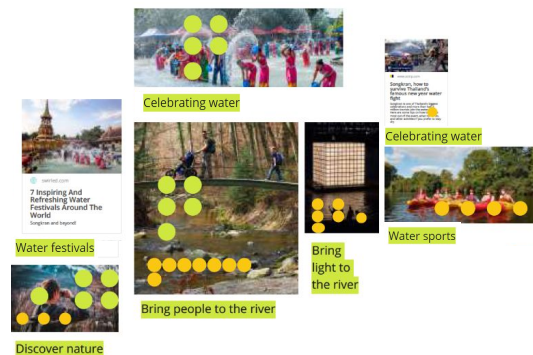 Celebrating water
Songkran, how to
survive Thailand's
famous new year water
fight
Celebrating water
7 Inspiring And
Refreshing Water
Festivals Around The
World
Songkran and beyond!
Water festivals
Water sports
Bring
light to
the river
Bring people to the river
Discover nature